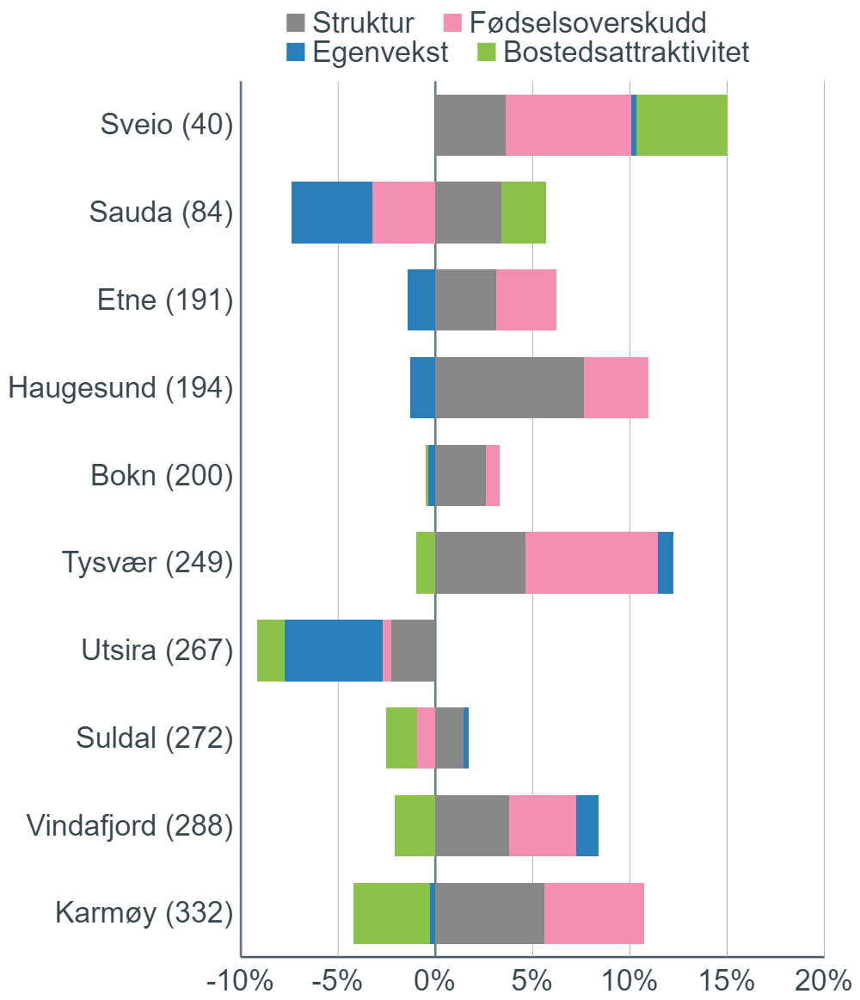 Struktur Fødselsoverskudd
Egenvekst Bostedsattraktivitet
Sveio (40)
Sauda (84)
Etne (191)
Haugesund (194)
Bokn (200)
Tysvær (249)
Utsira (267)
Suldal (272)
Vindafjord (288)
Karmøy (332)
-10% -5% 0% 5% 10% 15% 20%